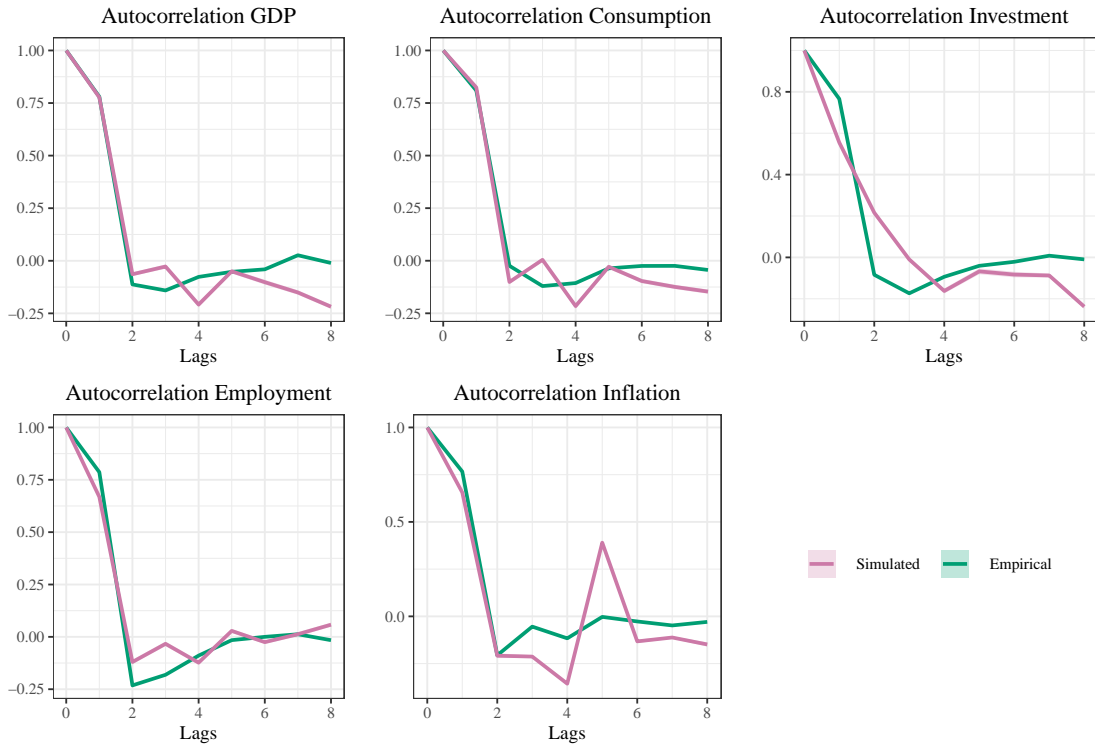 Autocorrelation GDP
1.00
0.75
0.50
0.25
0.00
−0.25
0 2 4 6 8
Lags
Autocorrelation Consumption
1.00
0.75
0.50
0.25
0.00
−0.25
0 2 4 6 8
Lags
Autocorrelation Investment
0.8
0.4
0.0
0 2 4 6 8
Lags
Autocorrelation Employment
1.00
0.75
0.50
0.25
0.00
−0.25
0 2 4 6 8
Lags
Autocorrelation Inflation
1.0
0.5
0.0
0 2 4 6 8
Lags
Simulated Empirical